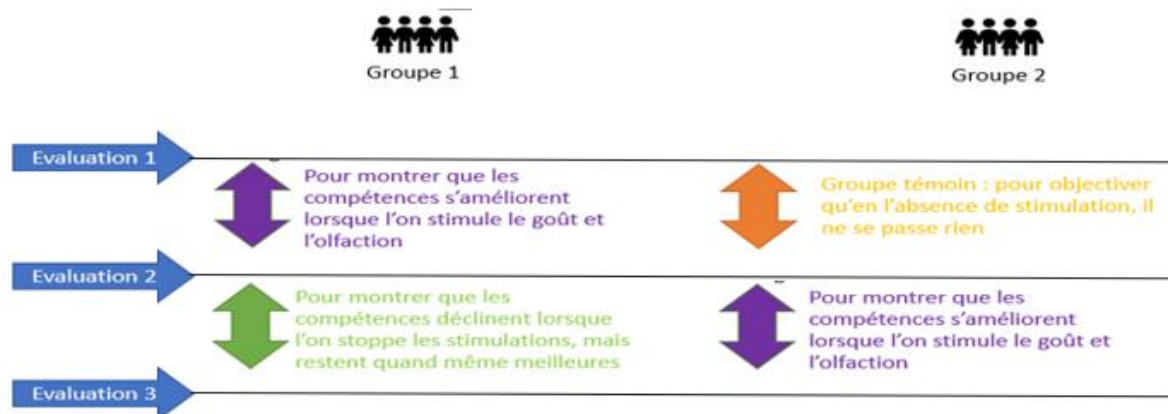 Groupe 1
Groupe 2
Evaluation 1
Pour montrer que les
compétences s'améliorent
lorsque l'on stimule le goût et
l'olfaction
Groupe témoin : pour objectiver
qu'en l'absence de stimulation, il
ne se passe rien
Evaluation 2
Pour montrer que les
compétences déclinent lorsque
l'on stoppe les stimulations, mais
restent quand même meilleures
Pour montrer que les
compétences s'améliorent
lorsque l'on stimule le goût et
l'olfaction
Evaluation 3